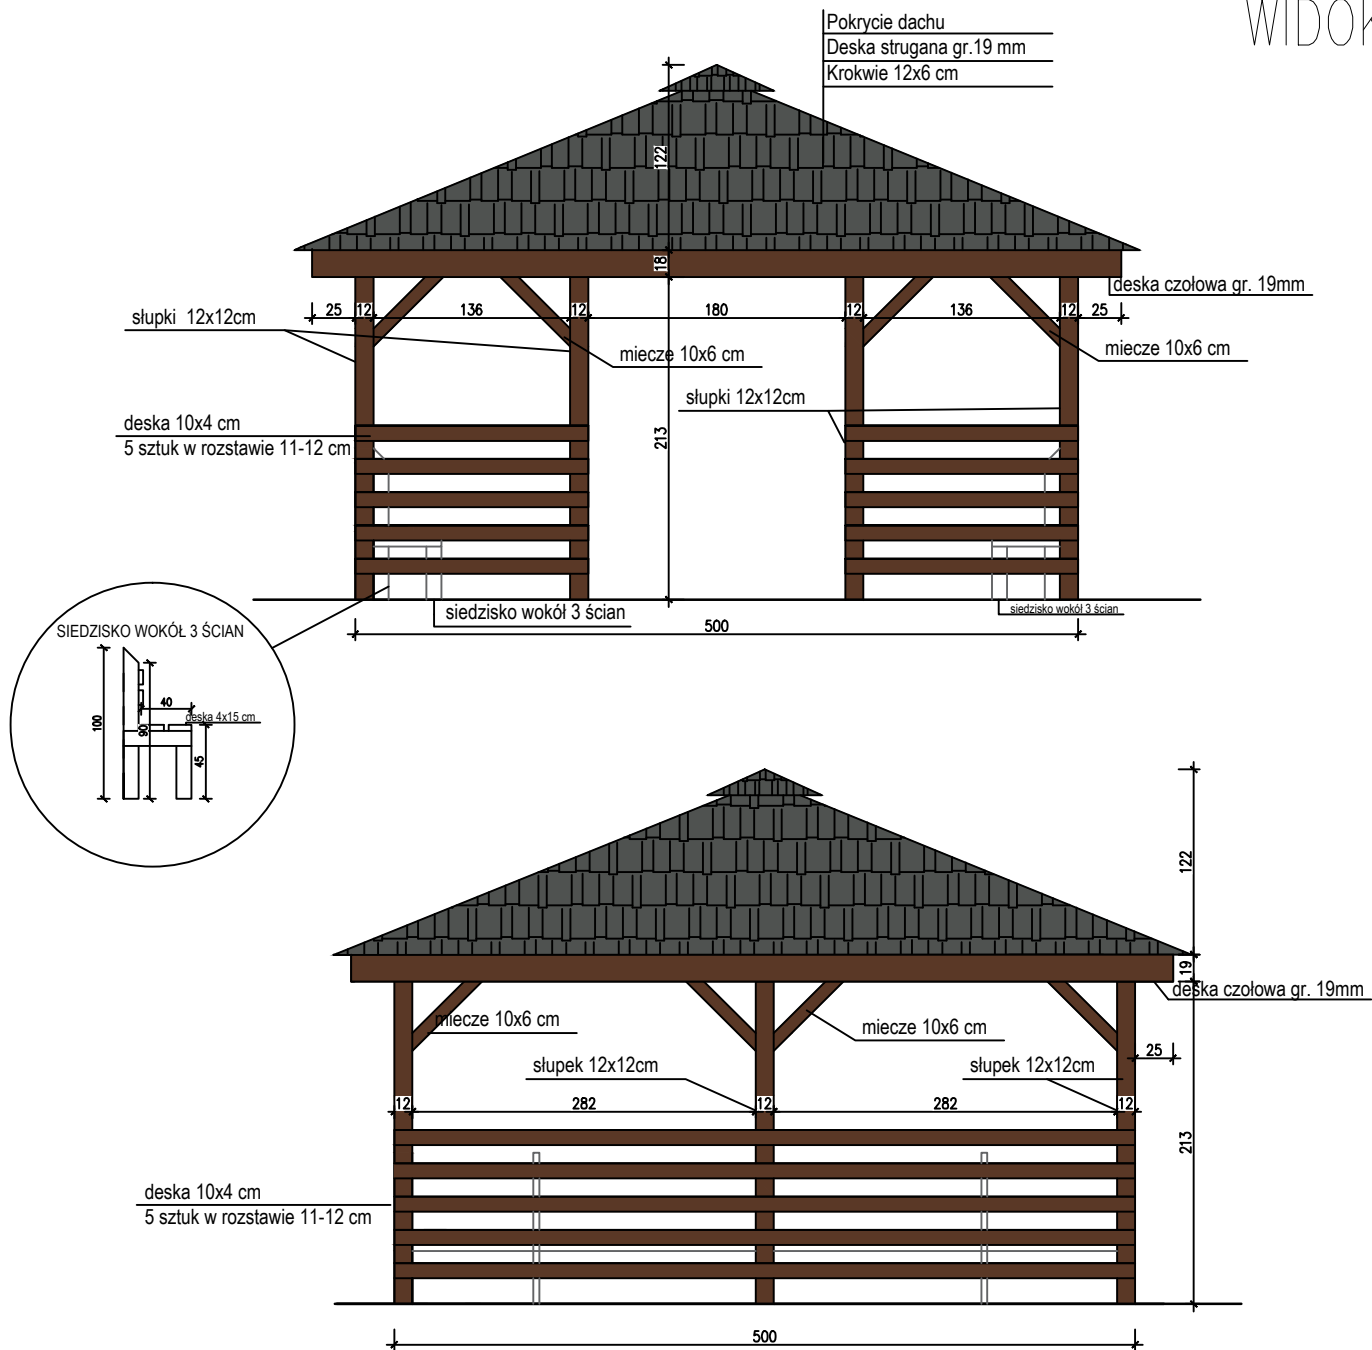 WIDOK
Pokrycie dachu
Deska strugana gr.19 mm
Krokwie 12x6 cm
122
18
deska czołowa gr. 19mm
25 12 136 12 180 12 136 12 25
słupki 12x12cm
miecze 10x6 cm
miecze 10x6 cm
słupki 12x12cm
deska 10x4 cm
5 sztuk w rozstawie 11-12 cm
213
siedzisko wokół 3 ścian
siedzisko wokół 3 ścian
500
SIEDZISKO WOKÓŁ 3 ŚCIAN
40
deska 4x15 cm
100
90
45
122
19
deska czołowa gr. 19mm
miecze 10x6 cm
miecze 10x6 cm
25
słupek 12x12cm
słupek 12x12cm
12 282 12 282 12
213
deska 10x4 cm
5 sztuk w rozstawie 11-12 cm
500